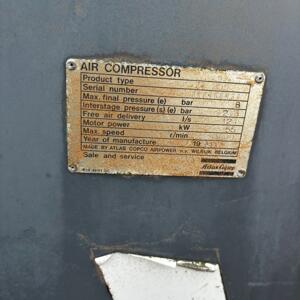 AIR COMPRESSOR
Product type
Serial number
Max. final pressure (e) bar 8
Interstage pressure(s) (e) bar
Free air delivery l/s
Motor power kW
Max. speed r/min
Year of manufacture 19
MADE BY ATLAS COPCO AIRPOWER n.v. WILRIJK BELGIUM
Sale and service
Atlas Copco